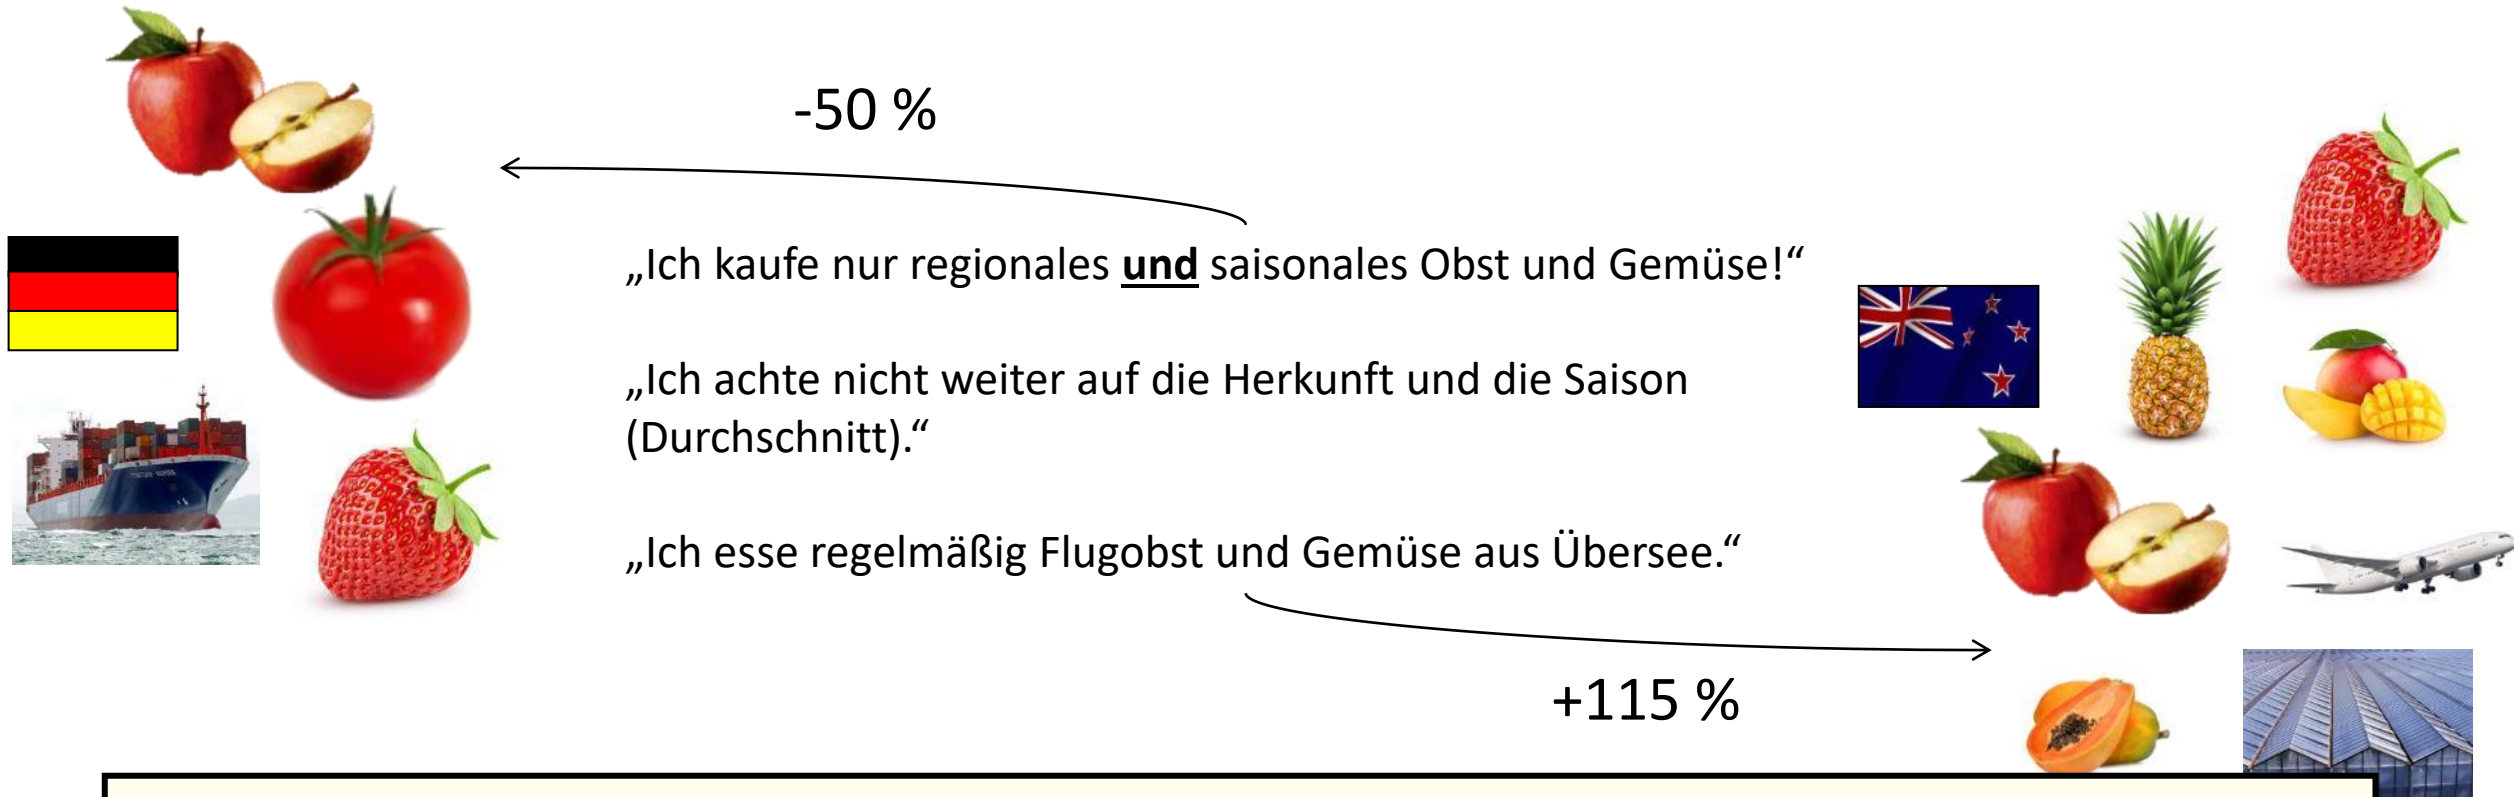 -50 %
„Ich kaufe nur regionales und saisonales Obst und Gemüse!“
„Ich achte nicht weiter auf die Herkunft und die Saison
(Durchschnitt).“
„Ich esse regelmäßig Flugobst und Gemüse aus Übersee.“
+115 %